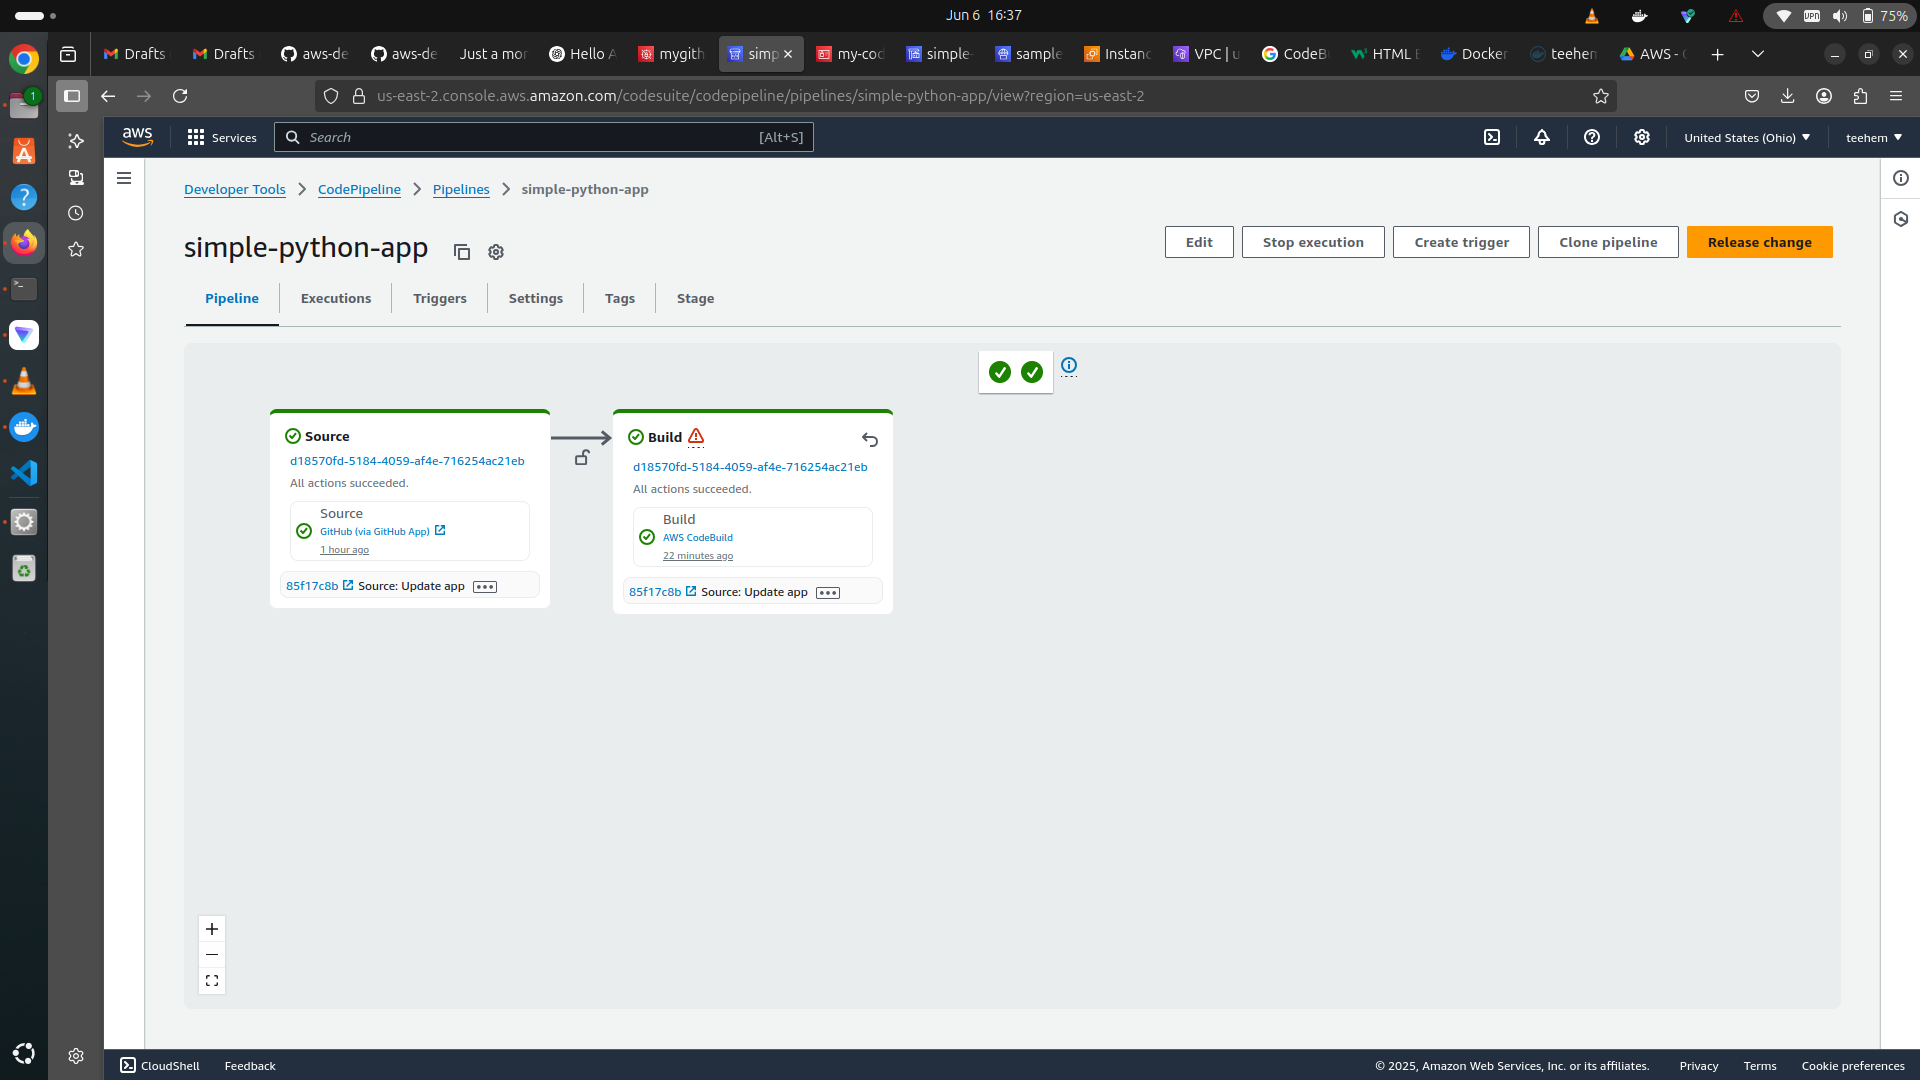 Jun 6 16:37
75%
Drafts
Drafts
aws-de
aws-de
Just a mor
Hello A
mygith
simp
my-cod
simple-
sample
Instanc
VPC | u
CodeB
HTML E
Docker
teehem
AWS - C
1
us-east-2.console.aws.amazon.com/codesuite/codepipeline/pipelines/simple-python-app/view?region=us-east-2
aws
Services
Search
[Alt+S]
United States (Ohio)
teehem
Developer Tools
CodePipeline
Pipelines
simple-python-app
simple-python-app
Edit
Stop execution
Create trigger
Clone pipeline
Release change
Pipeline
Executions
Triggers
Settings
Tags
Stage
Source
d18570fd-5184-4059-af4e-716254ac21eb
All actions succeeded.
Source
GitHub (via GitHub App)
1 hour ago
85f17c8b Source: Update app
Build
d18570fd-5184-4059-af4e-716254ac21eb
All actions succeeded.
Build
AWS CodeBuild
22 minutes ago
85f17c8b Source: Update app
CloudShell
Feedback
© 2025, Amazon Web Services, Inc. or its affiliates.
Privacy
Terms
Cookie preferences